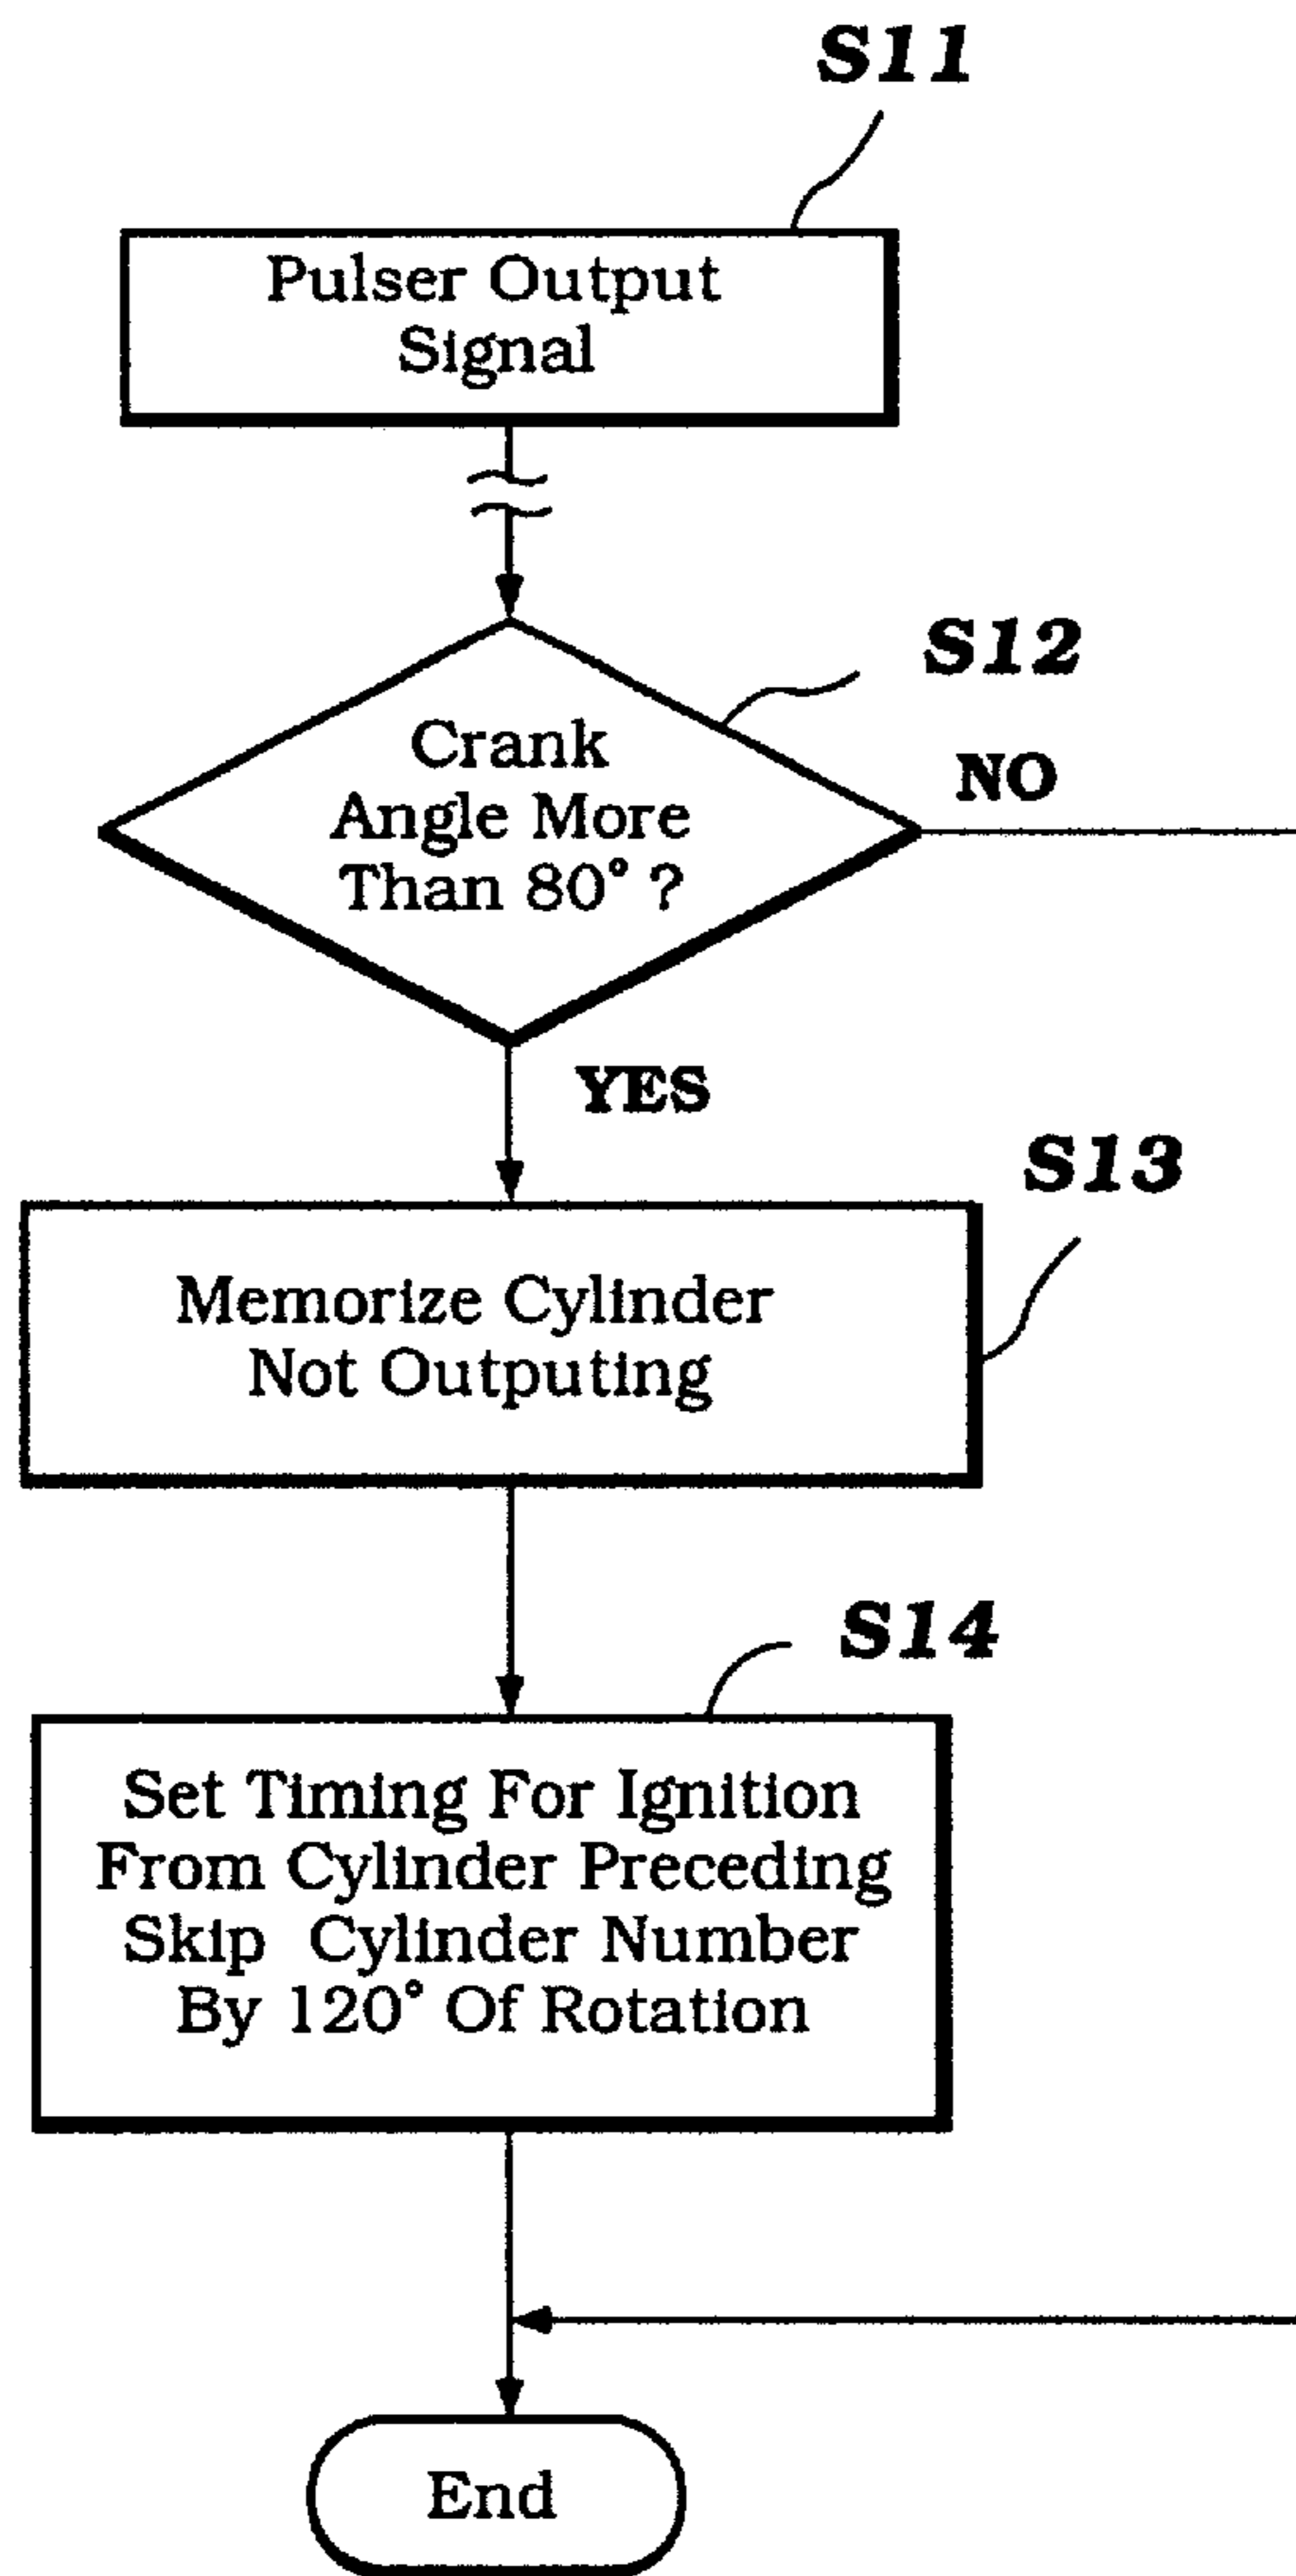 S11
Pulser Output
Signal
S12
Crank
Angle More
Than 80° ?
NO
YES
S13
Memorize Cylinder
Not Outputing
S14
Set Timing For Ignition
From Cylinder Preceding
Skip Cylinder Number
By 120° Of Rotation
End